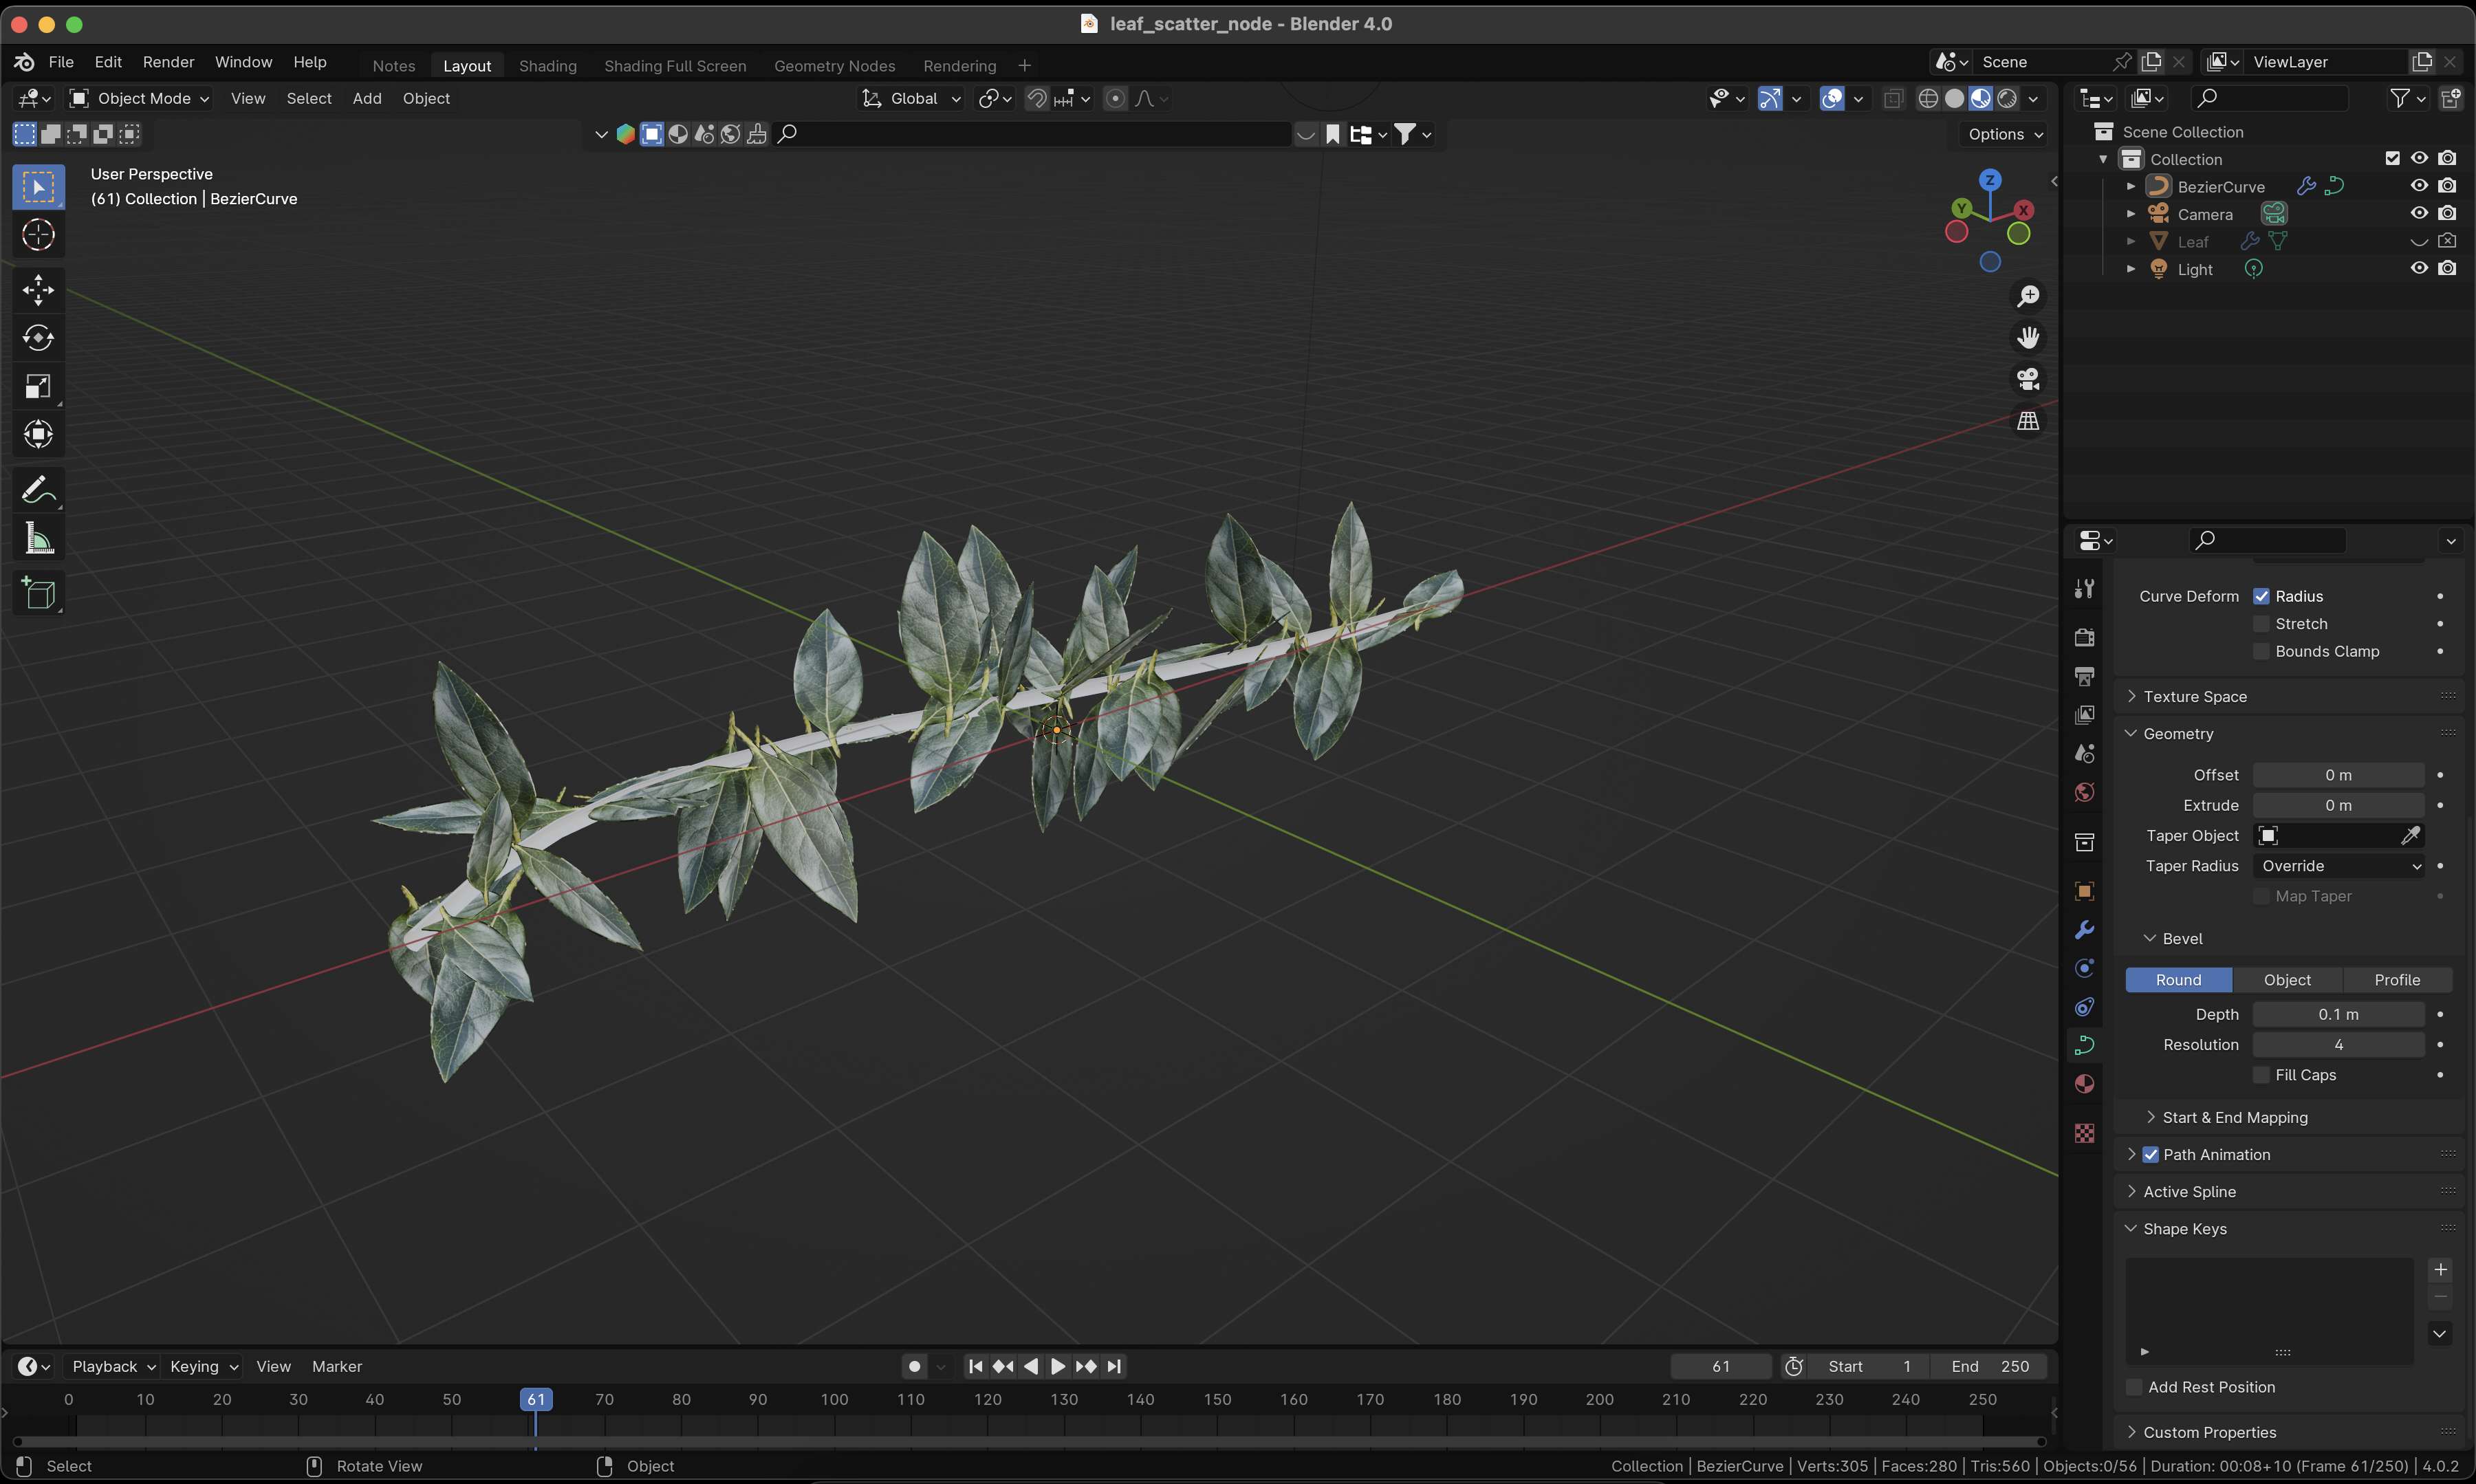 leaf_scatter_node - Blender 4.0
File Edit Render Window Help Notes Layout Shading Shading Full Screen Geometry Nodes Rendering + Scene ViewLayer
Object Mode View Select Add Object Global
Options
User Perspective
(61) Collection | BezierCurve
Z
Y X
Scene Collection
Collection
BezierCurve
Camera
Leaf
Light
Curve Deform Radius
Stretch
Bounds Clamp
Texture Space
Geometry
Offset 0 m
Extrude 0 m
Taper Object
Taper Radius Override
Map Taper
Bevel
Round Object Profile
Depth 0.1 m
Resolution 4
Fill Caps
Start & End Mapping
Path Animation
Active Spline
Shape Keys
Add Rest Position
Custom Properties
Playback Keying View Marker 61 Start 1 End 250
0 10 20 30 40 50 61 70 80 90 100 110 120 130 140 150 160 170 180 190 200 210 220 230 240 250
Select Rotate View Object Collection | BezierCurve | Verts:305 | Faces:280 | Tris:560 | Objects:0/56 | Duration: 00:08+10 (Frame 61/250) | 4.0.2